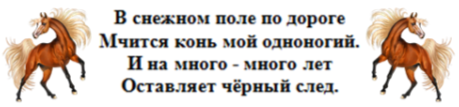 В снежном поле по дороге
Мчится конь мой одноногий.
И на много - много лет
Оставляет чёрный след.